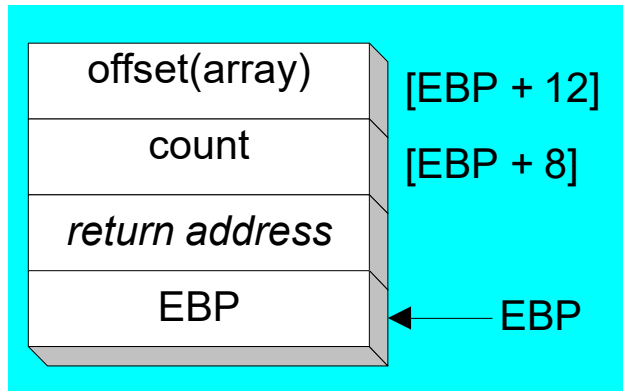 offset(array)
[EBP + 12]
count
[EBP + 8]
return address
EBP
EBP